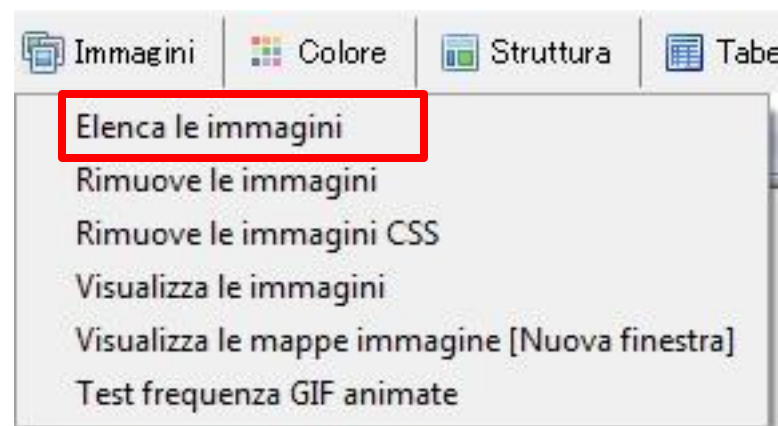 Immagini Colore Struttura Tabe
Elenca le immagini
Rimuove le immagini
Rimuove le immagini CSS
Visualizza le immagini
Visualizza le mappe immagine [Nuova finestra]
Test frequenza GIF animate